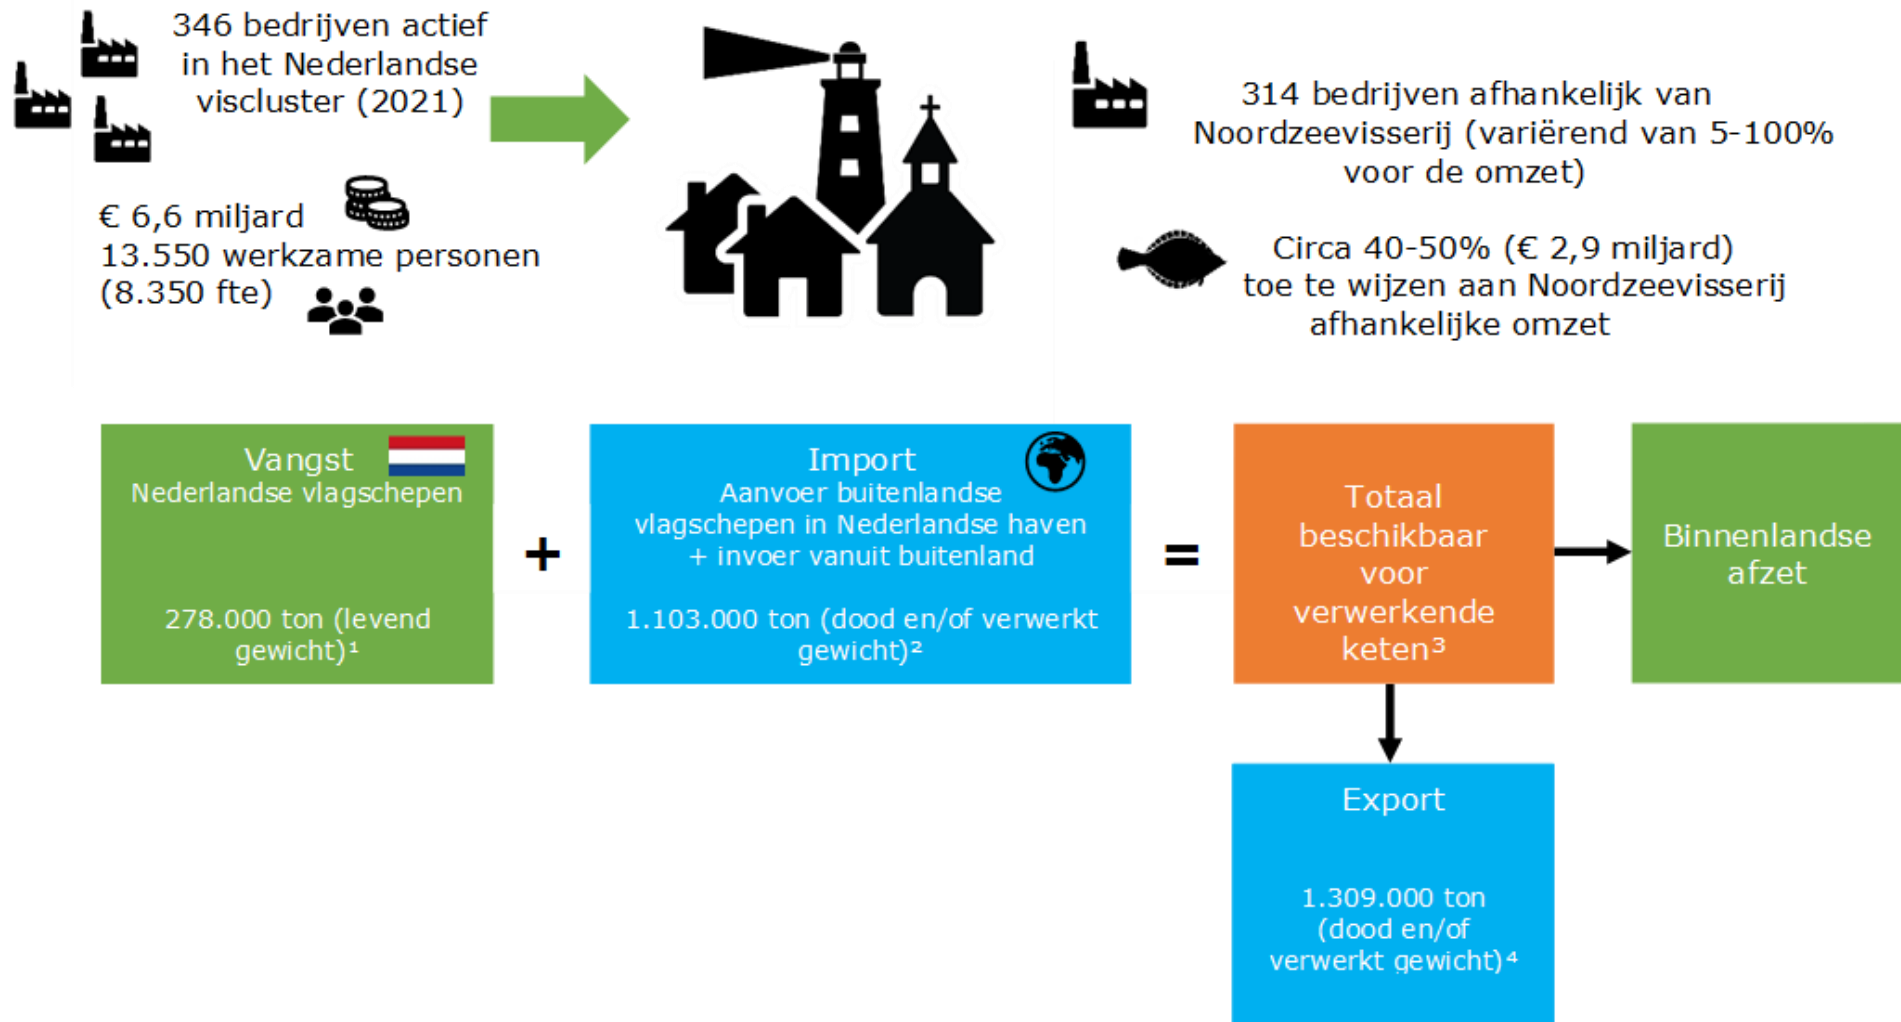 346 bedrijven actief
in het Nederlandse
viscluster (2021)
€ 6,6 miljard
13.550 werkzame personen
(8.350 fte)
314 bedrijven afhankelijk van
Noordzeevisserij (variërend van 5-100%
voor de omzet)
Circa 40-50% (€ 2,9 miljard)
toe te wijzen aan Noordzeevisserij
afhankelijke omzet
Vangst
Nederlandse vlagschepen
278.000 ton (levend
gewicht)¹
+
Import
Aanvoer buitenlandse
vlagschepen in Nederlandse haven
+ invoer vanuit buitenland
1.103.000 ton (dood en/of verwerkt
gewicht)²
=
Totaal
beschikbaar
voor
verwerkende
keten³
Binnenlandse
afzet
Export
1.309.000 ton
(dood en/of
verwerkt gewicht)⁴